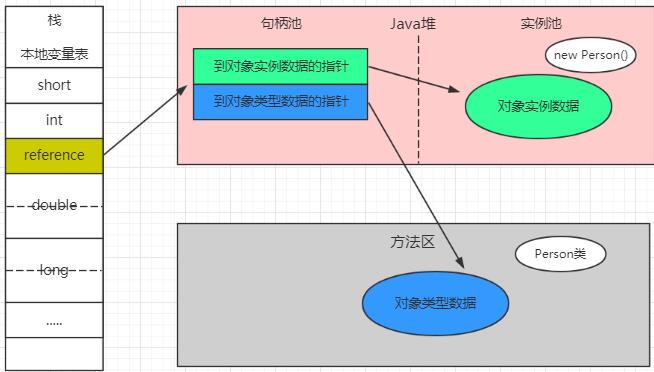 栈
本地变量表
short
int
reference
double
long
.....
句柄池
Java堆
实例池
new Person()
到对象实例数据的指针
到对象类型数据的指针
对象实例数据
方法区
Person类
对象类型数据